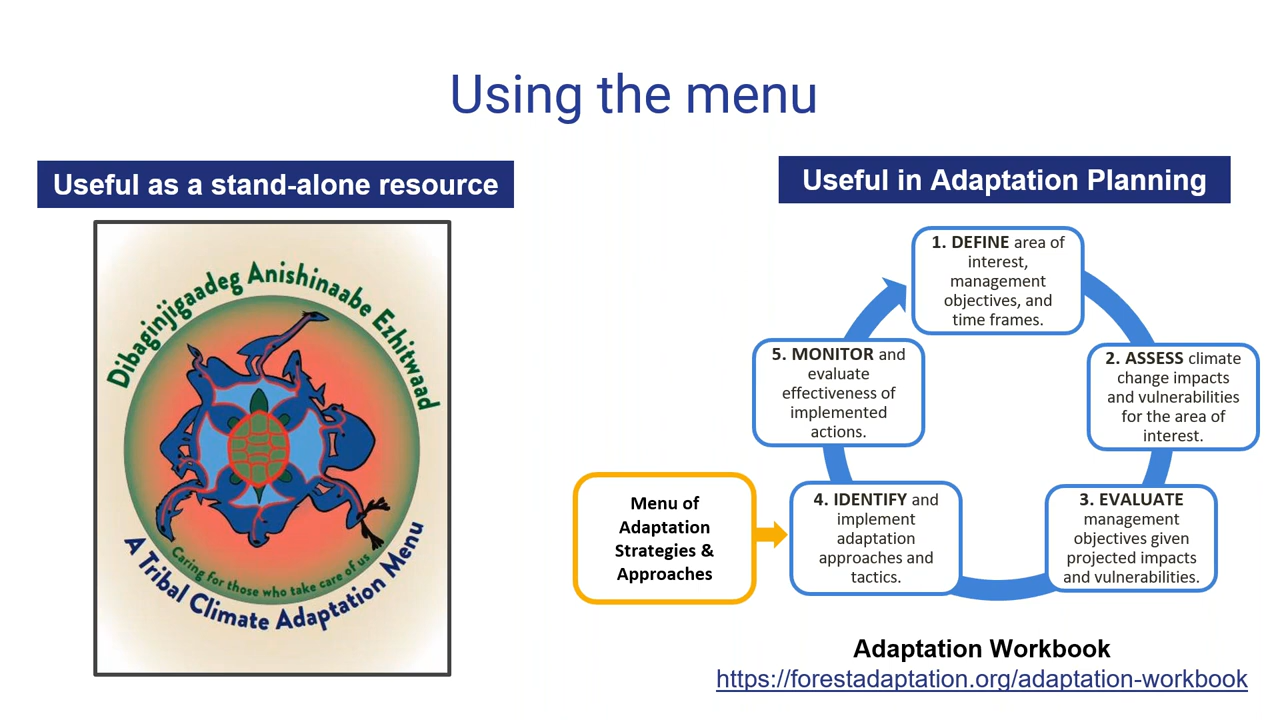 Using the menu
Useful as a stand-alone resource
Dibaginjigaadeg Anishinaabe Ezhitwaad
Caring for those who take care of us
A Tribal Climate Adaptation Menu
Useful in Adaptation Planning
1. DEFINE area of
interest,
management
objectives, and
time frames.
2. ASSESS climate
change impacts
and vulnerabilities
for the area of
interest.
3. EVALUATE
management
objectives given
projected impacts
and vulnerabilities.
4. IDENTIFY and
implement
adaptation
approaches and
tactics.
5. MONITOR and
evaluate
effectiveness of
implemented
actions.
Menu of
Adaptation
Strategies &
Approaches
Adaptation Workbook
https://forestadaptation.org/adaptation-workbook